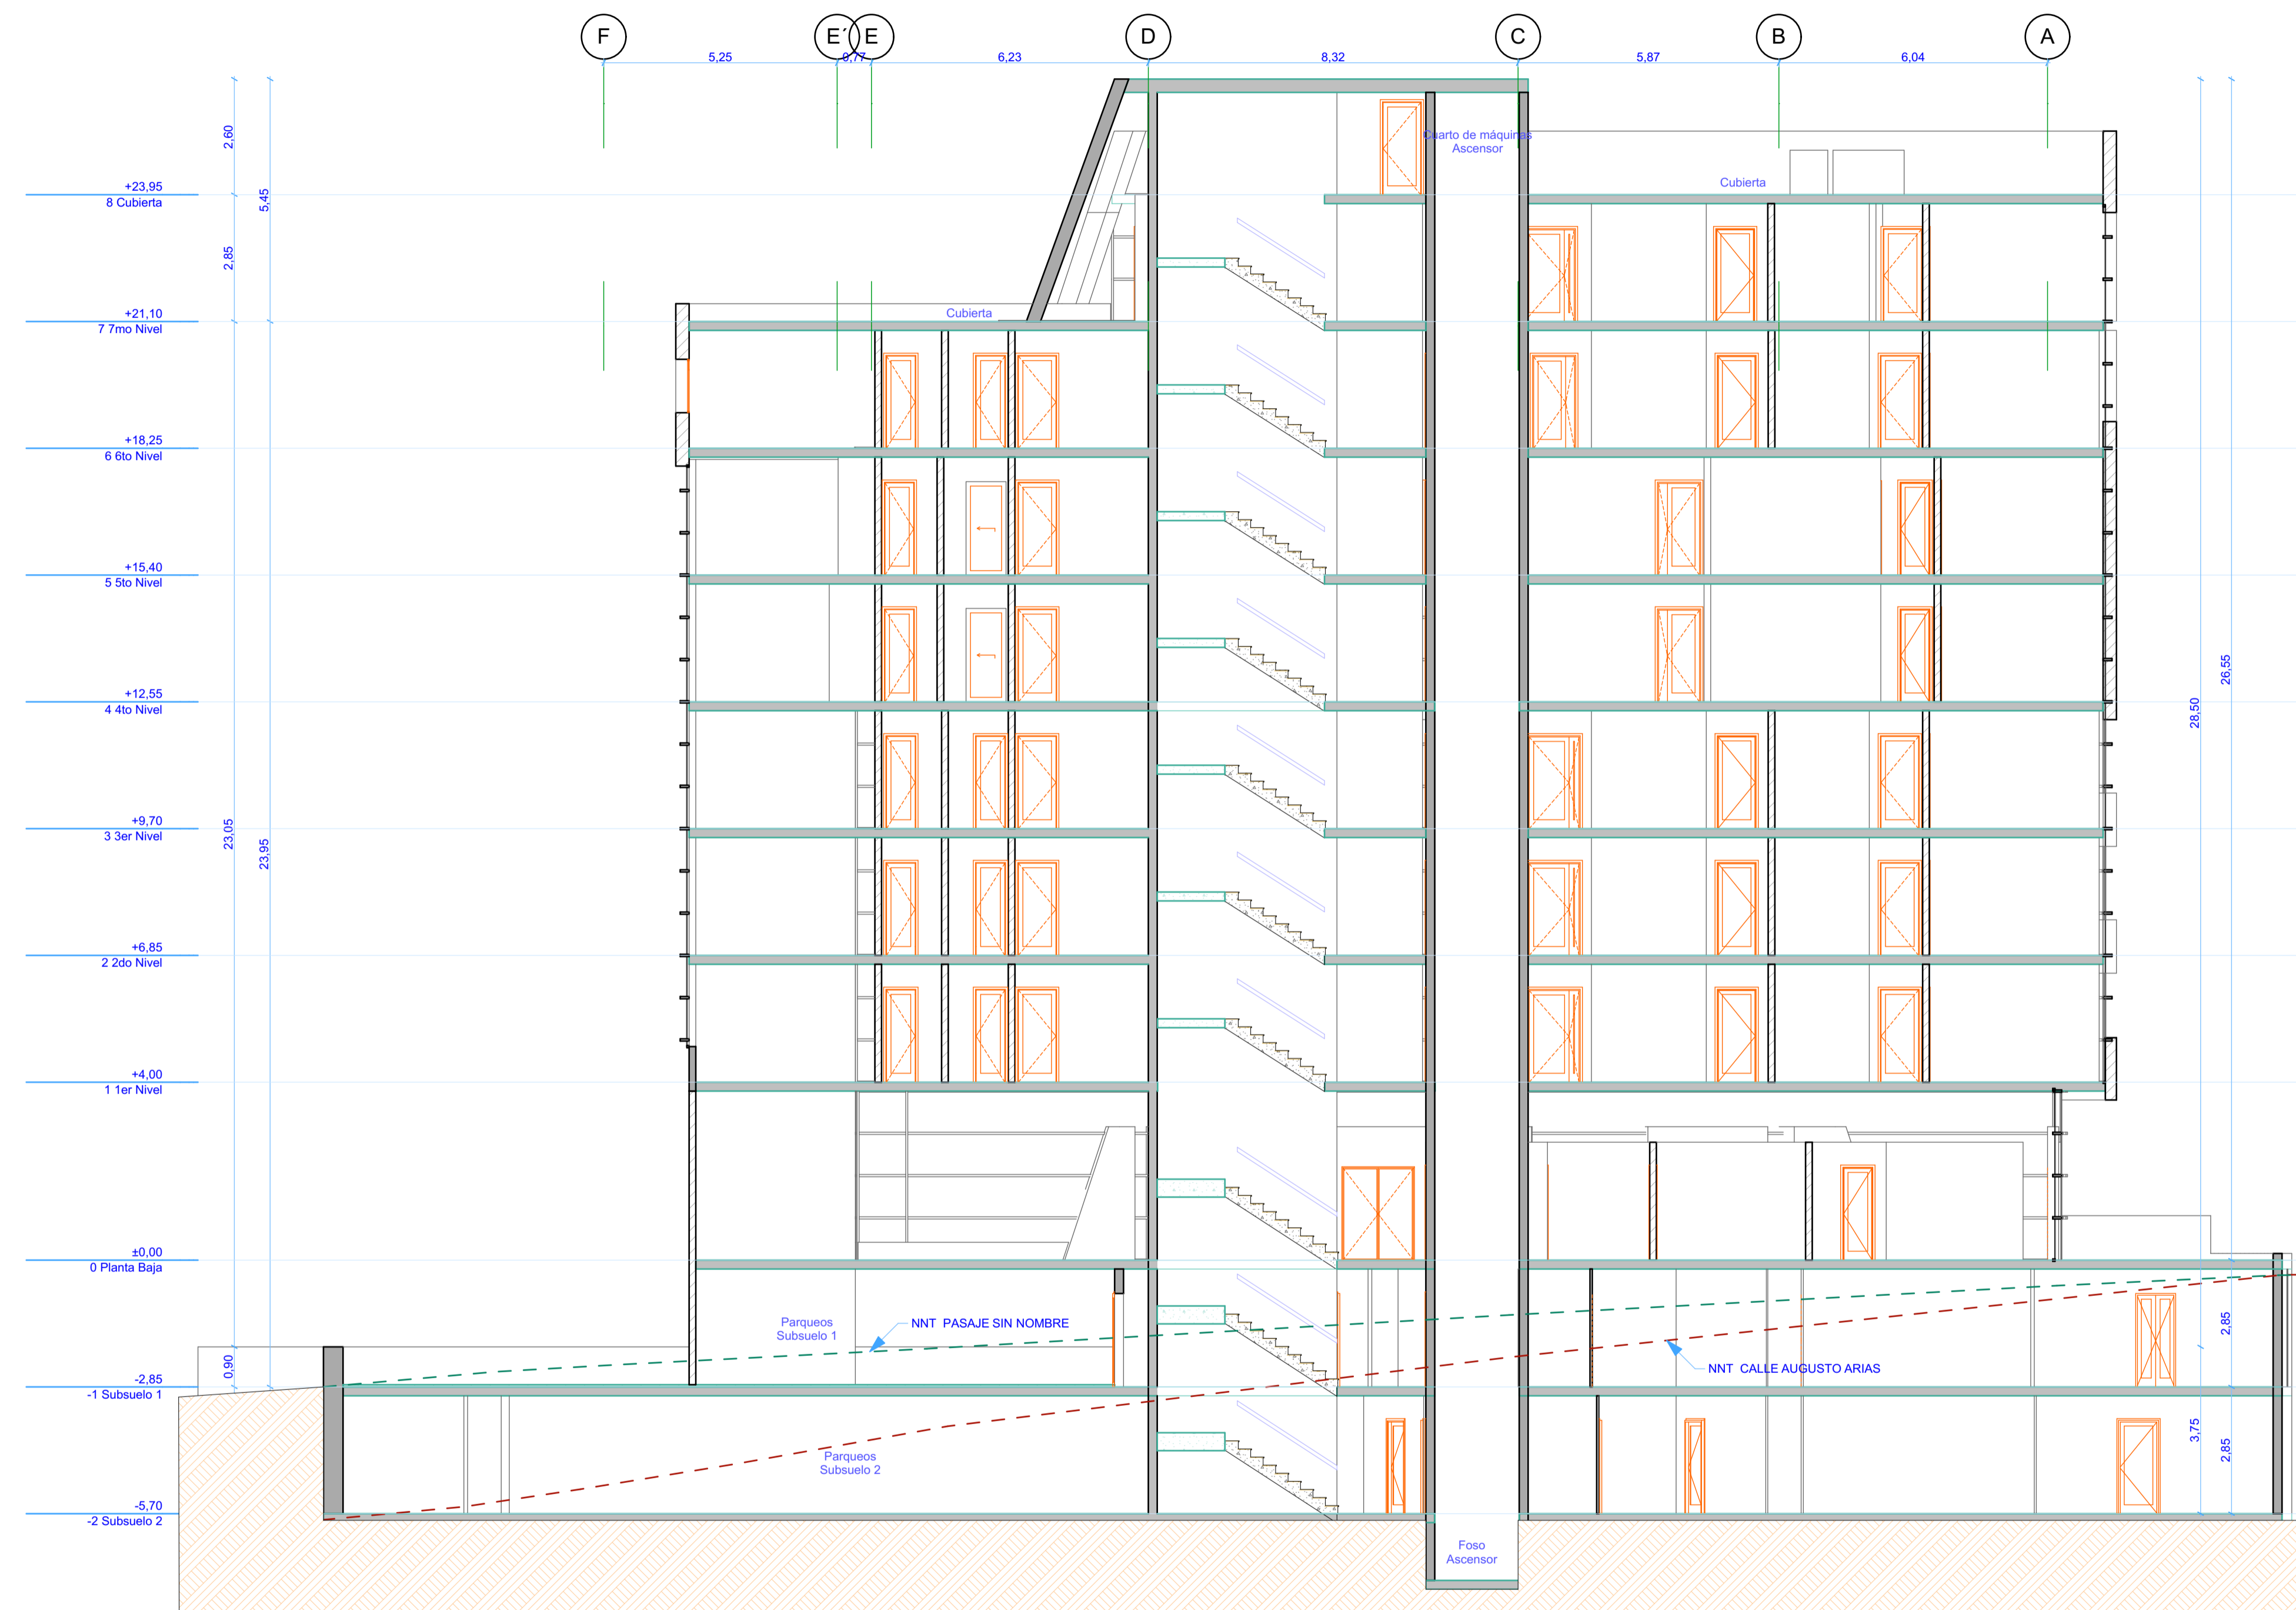 F
E´
E
D
C
B
A
5,25
0,77
6,23
8,32
5,87
6,04
2,60
5,45
2,85
23,05
23,95
0,90
+23,95
8 Cubierta
+21,10
7 7mo Nivel
+18,25
6 6to Nivel
+15,40
5 5to Nivel
+12,55
4 4to Nivel
+9,70
3 3er Nivel
+6,85
2 2do Nivel
+4,00
1 1er Nivel
±0,00
0 Planta Baja
-2,85
-1 Subsuelo 1
-5,70
-2 Subsuelo 2
Cuarto de máquinas
Ascensor
Cubierta
Cubierta
Parqueos
Subsuelo 1
NNT PASAJE SIN NOMBRE
NNT CALLE AUGUSTO ARIAS
Parqueos
Subsuelo 2
Foso
Ascensor
26,55
28,50
2,85
3,75
2,85